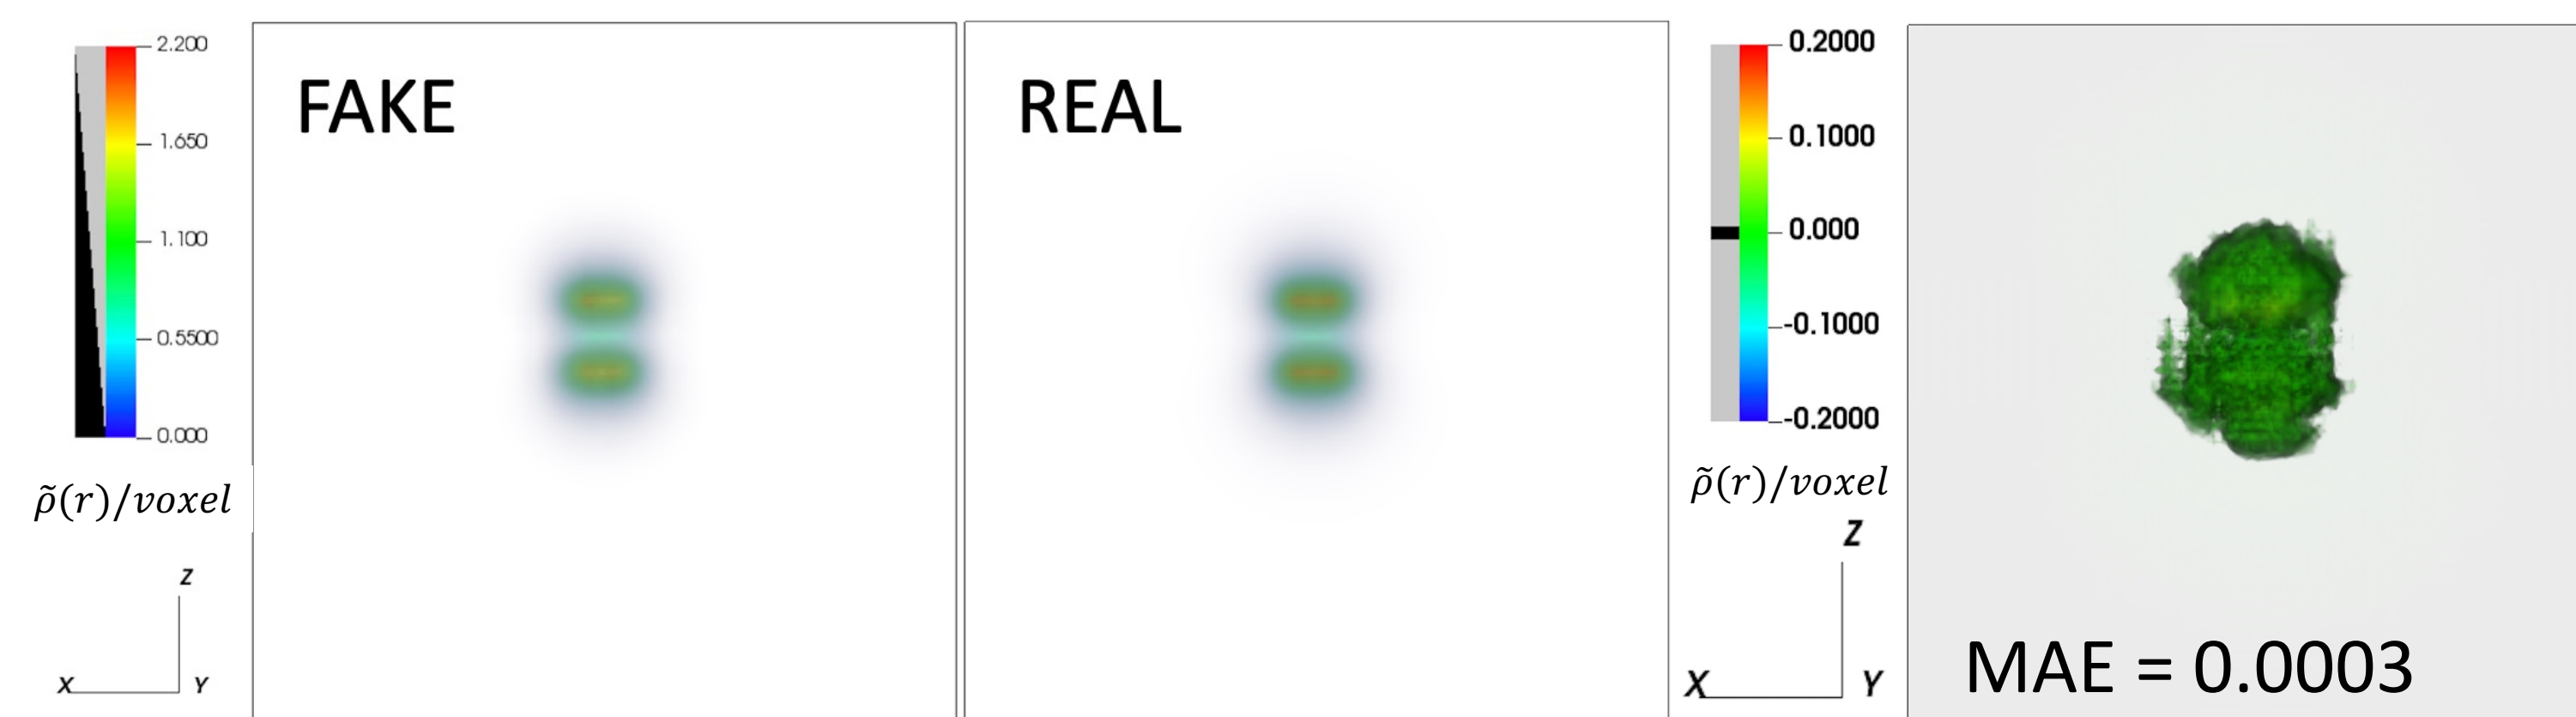 2.200
1.650
1.100
0.5500
0.000
ρ̃(r)/voxel
Z
X
Y
FAKE
REAL
0.2000
0.1000
0.000
-0.1000
-0.2000
ρ̃(r)/voxel
Z
X
Y
MAE = 0.0003